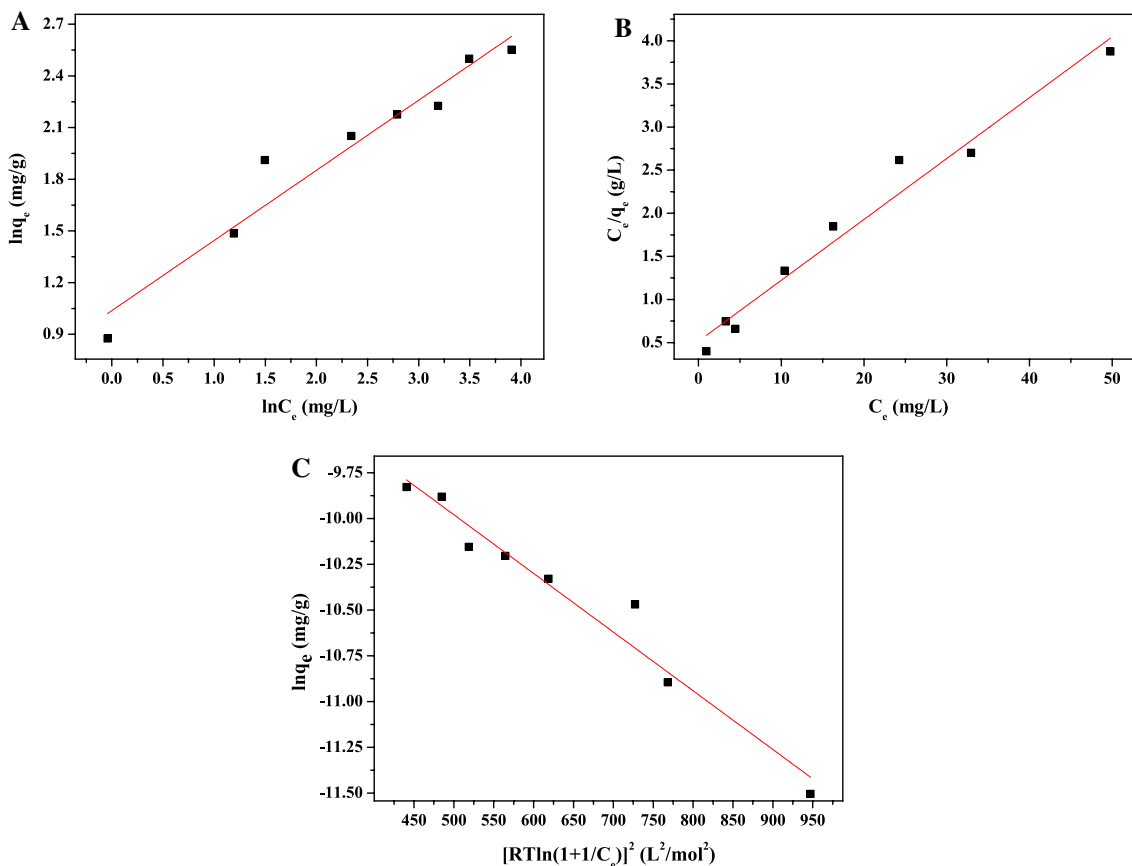 A
lnq_e (mg/g)
2.7
2.4
2.1
1.8
1.5
1.2
0.9
0.0 0.5 1.0 1.5 2.0 2.5 3.0 3.5 4.0
lnC_e (mg/L)
B
C_e/q_e (g/L)
4.0
3.5
3.0
2.5
2.0
1.5
1.0
0.5
0 10 20 30 40 50
C_e (mg/L)
C
lnq_e (mg/g)
-9.75
-10.00
-10.25
-10.50
-10.75
-11.00
-11.25
-11.50
450 500 550 600 650 700 750 800 850 900 950
[RTln(1+1/C_e)]² (L²/mol²)